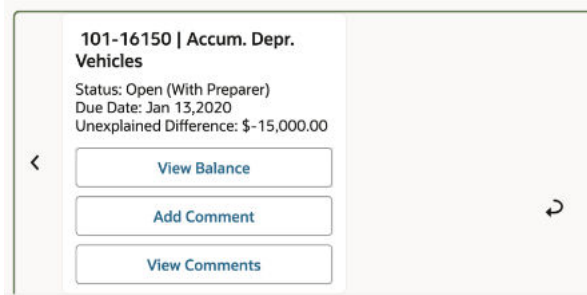 101-16150 | Accum. Depr.
Vehicles
Status: Open (With Preparer)
Due Date: Jan 13,2020
Unexplained Difference: $-15,000.00
View Balance
Add Comment
View Comments